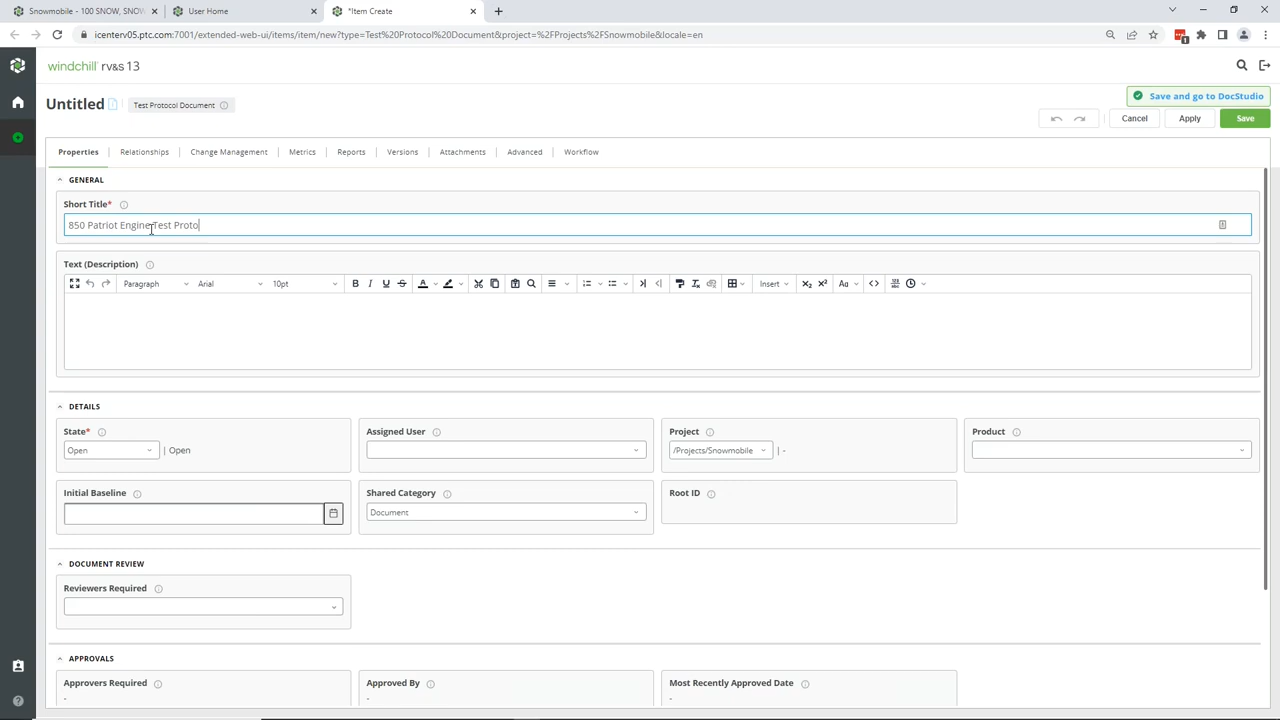 Snowmobile - 100 SNOW, SNOW
User Home
*Item Create
icenterv05.ptc.com:7001/extended-web-ui/items/item/new?type=Test%20Protocol%20Document&project=%2FProjects%2FSnowmobile&locale=en
1
windchill rv&s 13
Untitled
Test Protocol Document
Save and go to DocStudio
Cancel
Apply
Save
Properties
Relationships
Change Management
Metrics
Reports
Versions
Attachments
Advanced
Workflow
GENERAL
Short Title*
850 Patriot Engine Test Proto
Text (Description)
Paragraph
Arial
10pt
Insert
DETAILS
State*
Open
| Open
Assigned User
Project
/Projects/Snowmobile
| -
Product
Initial Baseline
Shared Category
Document
Root ID
DOCUMENT REVIEW
Reviewers Required
APPROVALS
Approvers Required
-
Approved By
-
Most Recently Approved Date
-